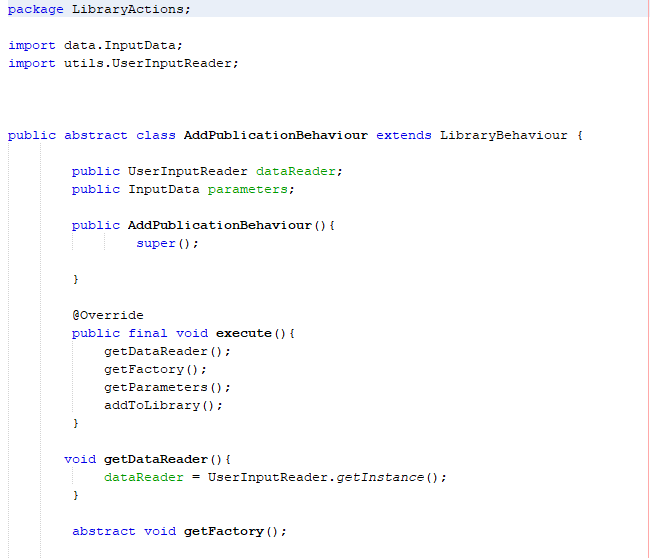 package LibraryActions;
import data.InputData;
import utils.UserInputReader;
public abstract class AddPublicationBehaviour extends LibraryBehaviour {
public UserInputReader dataReader;
public InputData parameters;
public AddPublicationBehaviour(){
super();
}
@Override
public final void execute(){
getDataReader();
getFactory();
getParameters();
addToLibrary();
}
void getDataReader(){
dataReader = UserInputReader.getInstance();
}
abstract void getFactory();